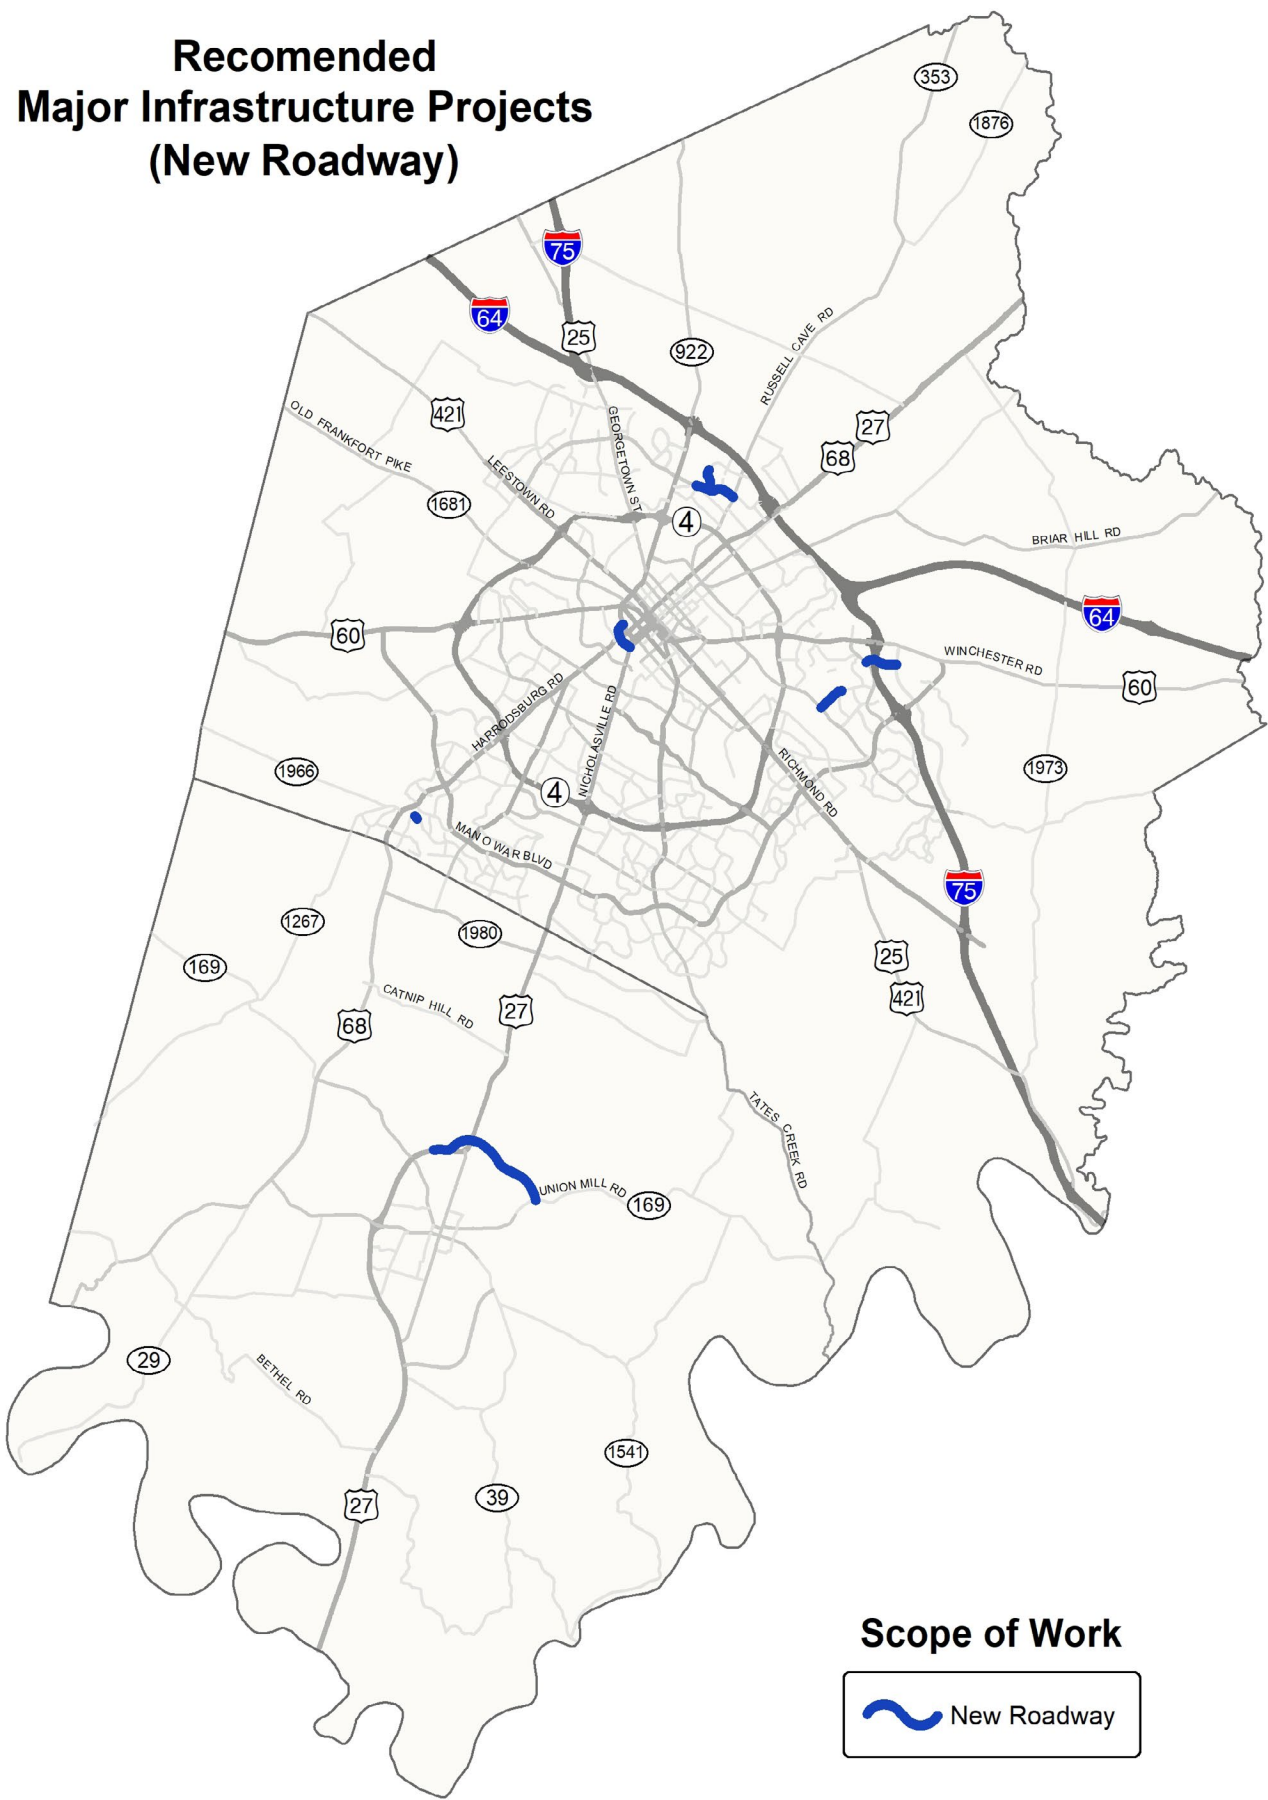 Recomended
Major Infrastructure Projects
(New Roadway)
353
1876
75
64
25
922
RUSSELL CAVE RD
421
27
68
OLD FRANKFORT PIKE
GEORGETOWN ST
LEESTOWN RD
1681
4
BRIAR HILL RD
64
60
WINCHESTER RD
60
HARRODSBURG RD
NICHOLASVILLE RD
RICHMOND RD
1966
1973
4
MAN O WAR BLVD
75
1267
1980
169
25
421
CATNIP HILL RD
27
68
TATES CREEK RD
UNION MILL RD
169
29
BETHEL RD
1541
39
27
Scope of Work
New Roadway